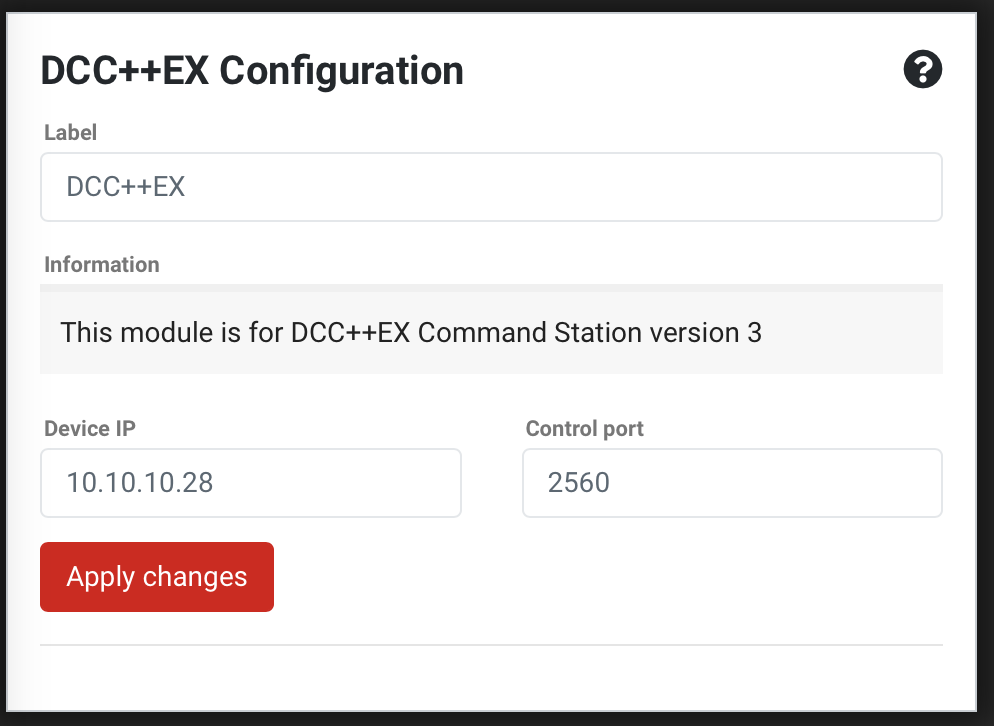 DCC++EX Configuration
?
Label
DCC++EX
Information
This module is for DCC++EX Command Station version 3
Device IP
Control port
10.10.10.28
2560
Apply changes